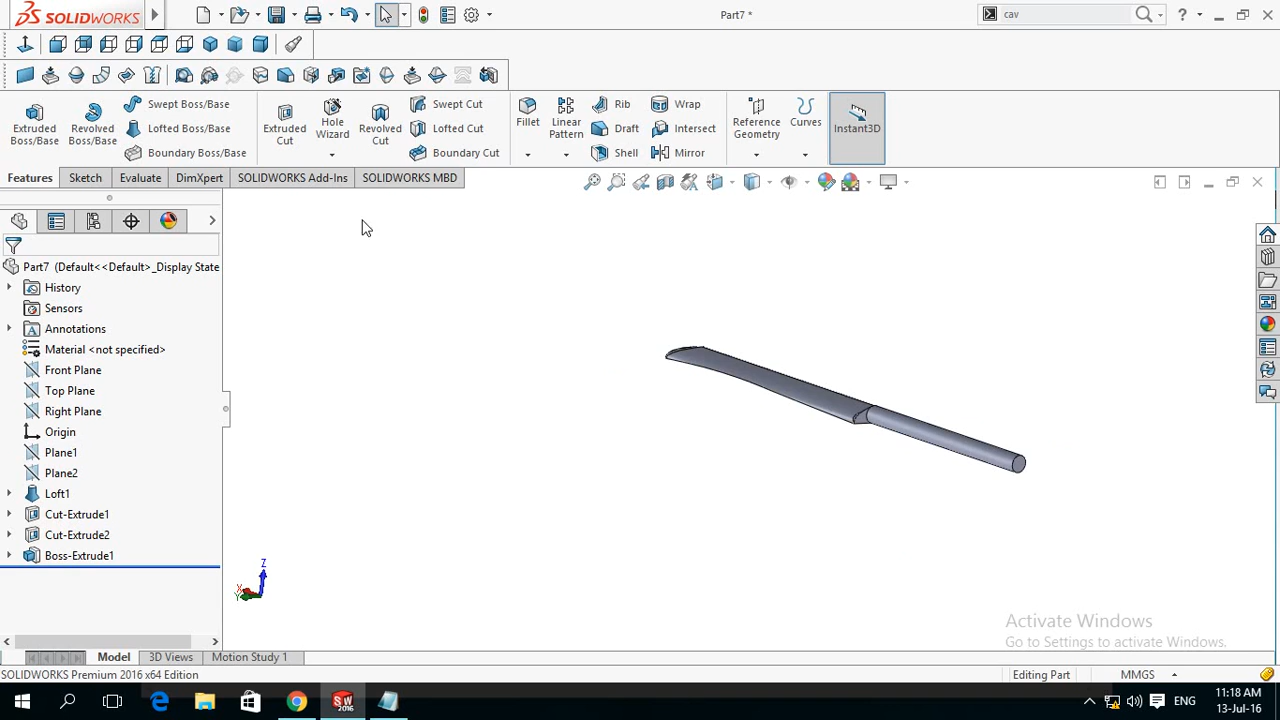 SOLIDWORKS
Part7 *
cav
Extruded Boss/Base
Revolved Boss/Base
Swept Boss/Base
Lofted Boss/Base
Boundary Boss/Base
Extruded Cut
Hole Wizard
Revolved Cut
Swept Cut
Lofted Cut
Boundary Cut
Fillet
Linear Pattern
Rib
Draft
Shell
Wrap
Intersect
Mirror
Reference Geometry
Curves
Instant3D
Features
Sketch
Evaluate
DimXpert
SOLIDWORKS Add-Ins
SOLIDWORKS MBD
Part7 (Default<<Default>_Display State
History
Sensors
Annotations
Material <not specified>
Front Plane
Top Plane
Right Plane
Origin
Plane1
Plane2
Loft1
Cut-Extrude1
Cut-Extrude2
Boss-Extrude1
Z
X
Y
Activate Windows
Go to Settings to activate Windows.
Model
3D Views
Motion Study 1
SOLIDWORKS Premium 2016 x64 Edition
Editing Part
MMGS
ENG
11:18 AM
13-Jul-16